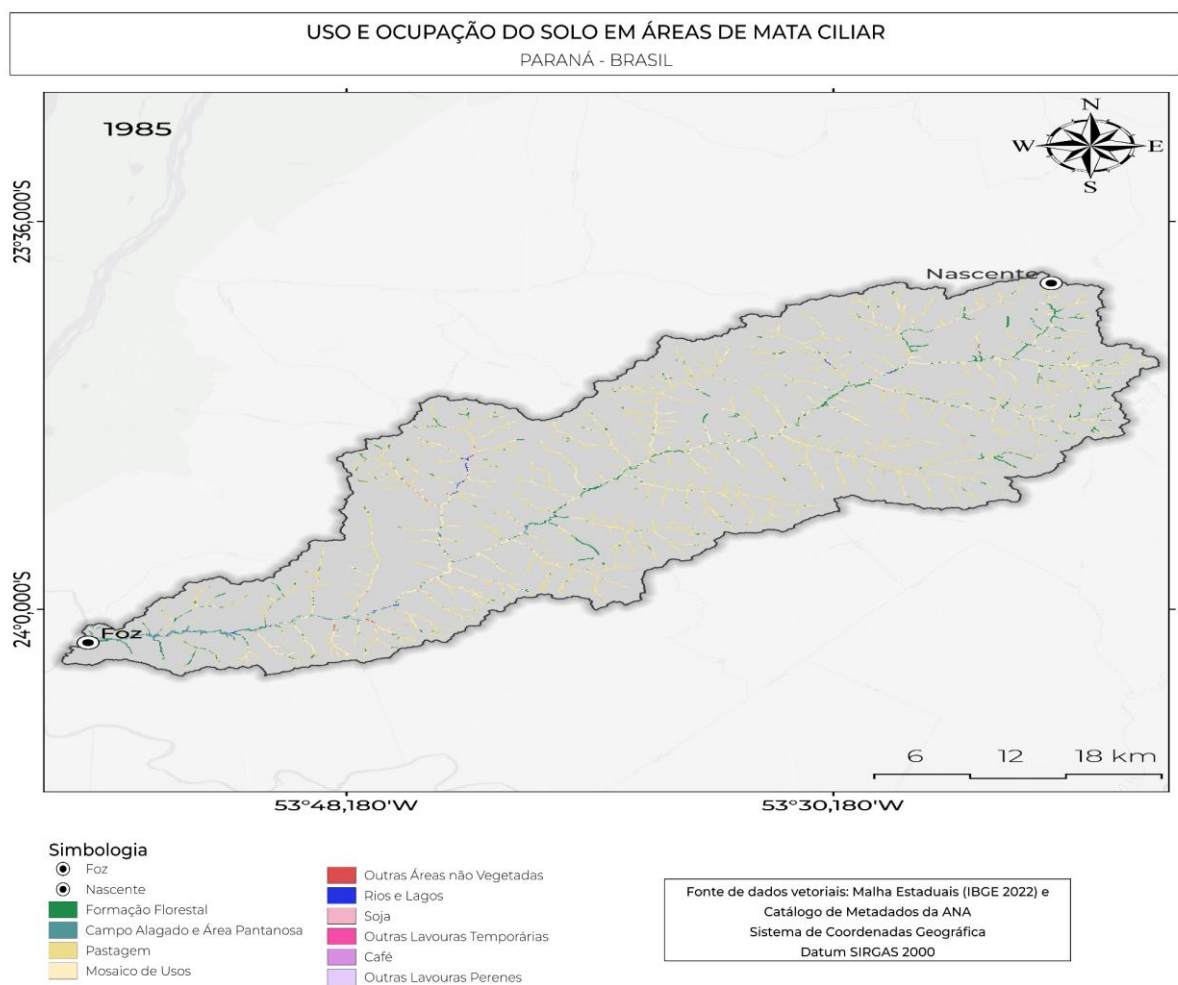 USO E OCUPAÇÃO DO SOLO EM ÁREAS DE MATA CILIAR
PARANÁ - BRASIL
1985
N
W
E
S
23°36,000'S
Nascente
24°0,000'S
Foz
6 12 18 km
53°48,180'W
53°30,180'W
Simbologia
Foz
Nascente
Formação Florestal
Campo Alagado e Área Pantanosa
Pastagem
Mosaico de Usos
Outras Áreas não Vegetadas
Rios e Lagos
Soja
Outras Lavouras Temporárias
Café
Outras Lavouras Perenes
Fonte de dados vetoriais: Malha Estaduais (IBGE 2022) e
Catálogo de Metadados da ANA
Sistema de Coordenadas Geográfica
Datum SIRGAS 2000